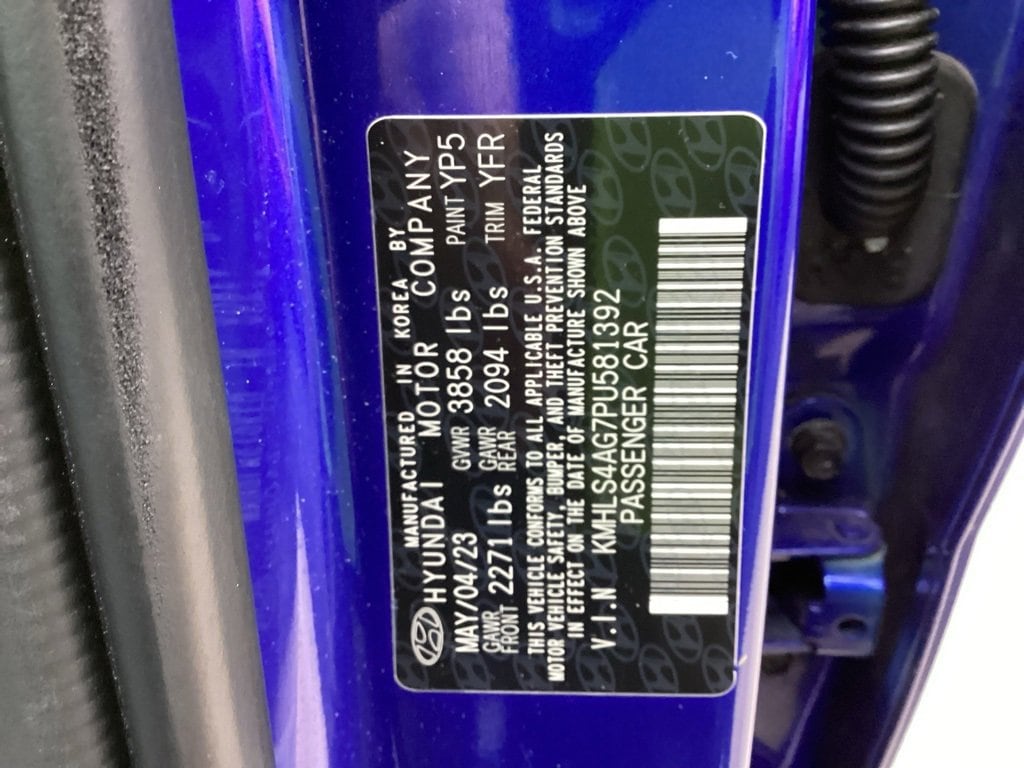 MANUFACTURED IN KOREA BY
HYUNDAI MOTOR COMPANY
MAY/04/23 GVWR 3858 lbs PAINT YP5
GAWR FRONT 2271 lbs GAWR REAR 2094 lbs TRIM YFR
THIS VEHICLE CONFORMS TO ALL APPLICABLE U.S.A. FEDERAL
MOTOR VEHICLE SAFETY, BUMPER, AND THEFT PREVENTION STANDARDS
IN EFFECT ON THE DATE OF MANUFACTURE SHOWN ABOVE
V.I.N KMHLS4AG7PU581392
PASSENGER CAR